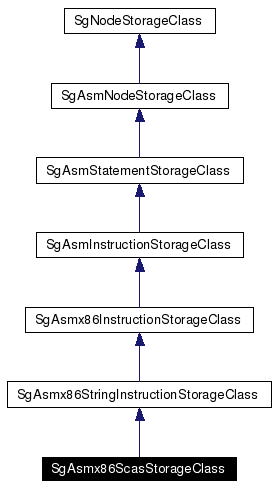 SgNodeStorageClass
SgAsmNodeStorageClass
SgAsmStatementStorageClass
SgAsmInstructionStorageClass
SgAsmx86InstructionStorageClass
SgAsmx86StringInstructionStorageClass
SgAsmx86ScasStorageClass